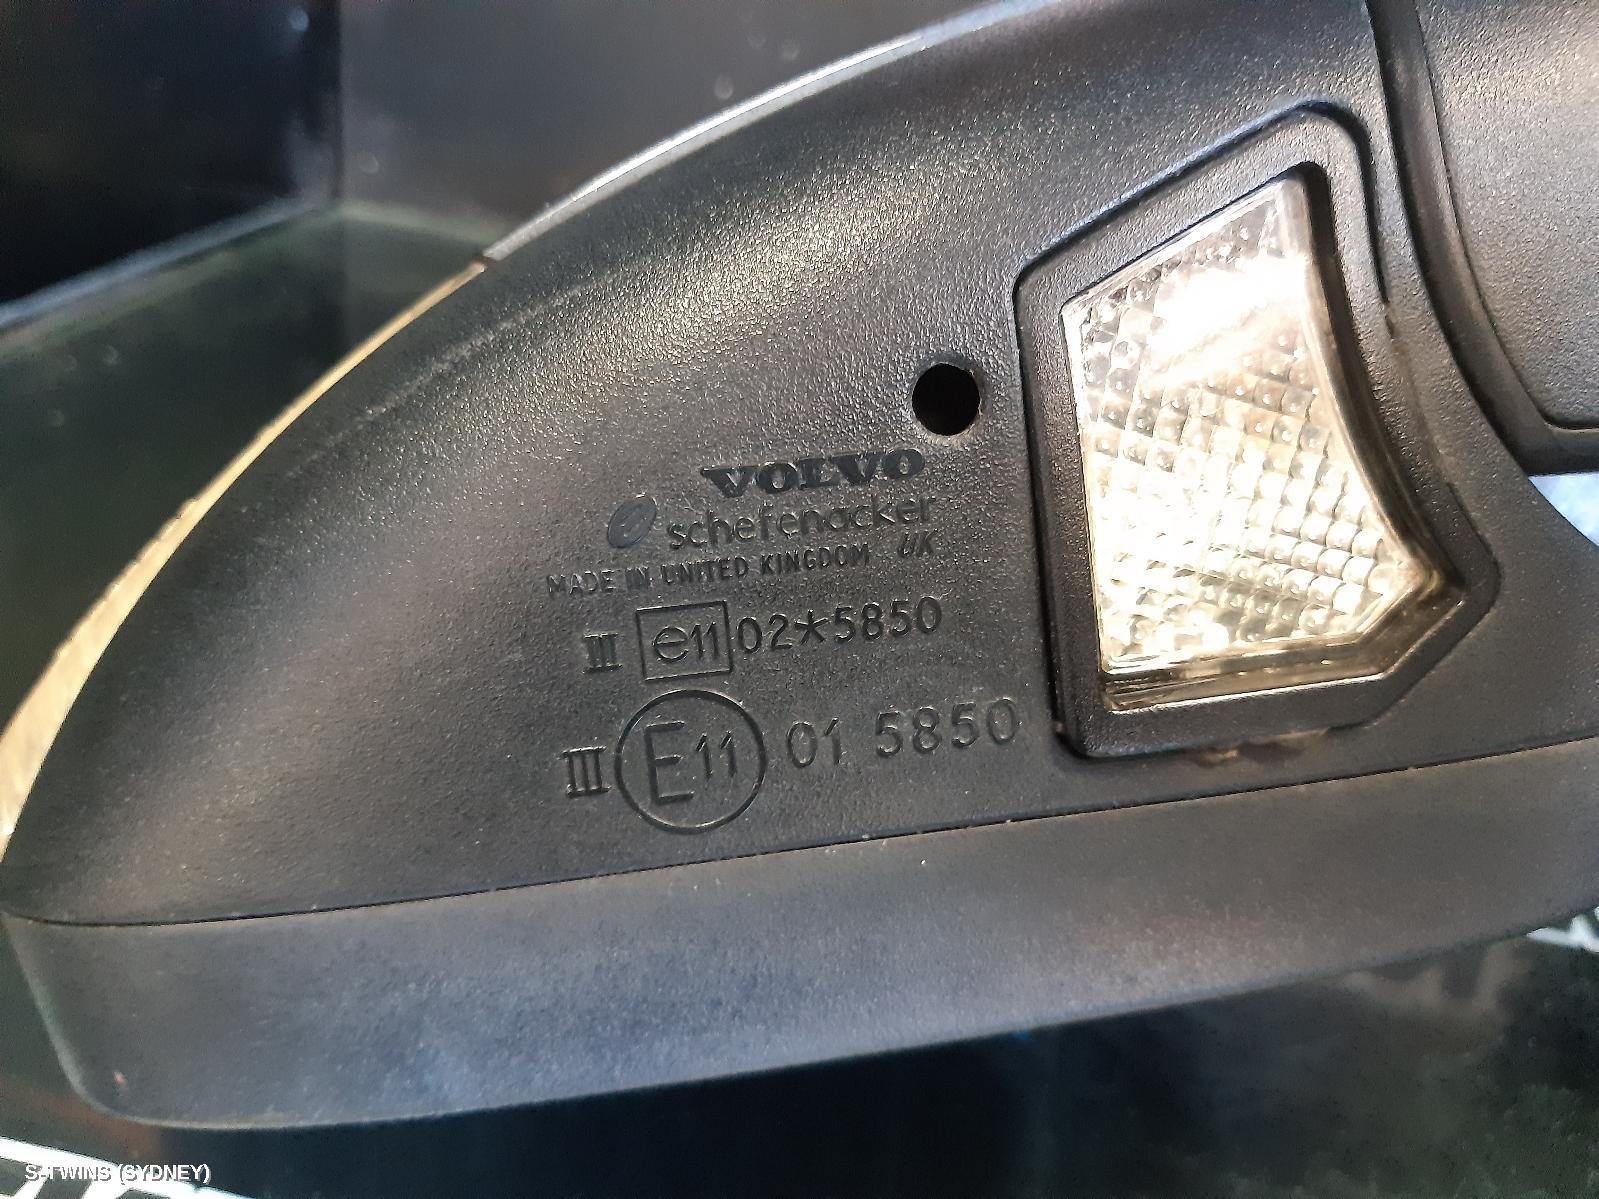 VOLVO
schefenacker
UK
MADE IN UNITED KINGDOM
III e11 02*5850
III E11 01 5850
S-TWINS (SYDNEY)